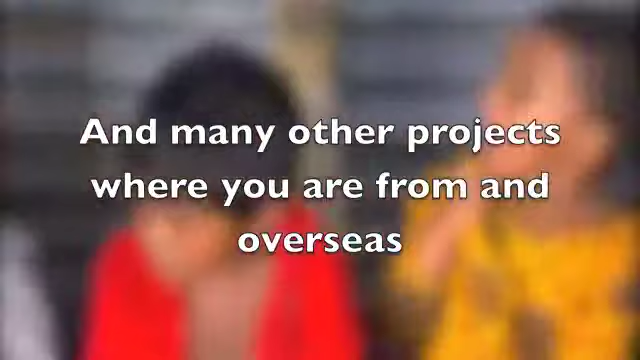 And many other projects
where you are from and
overseas